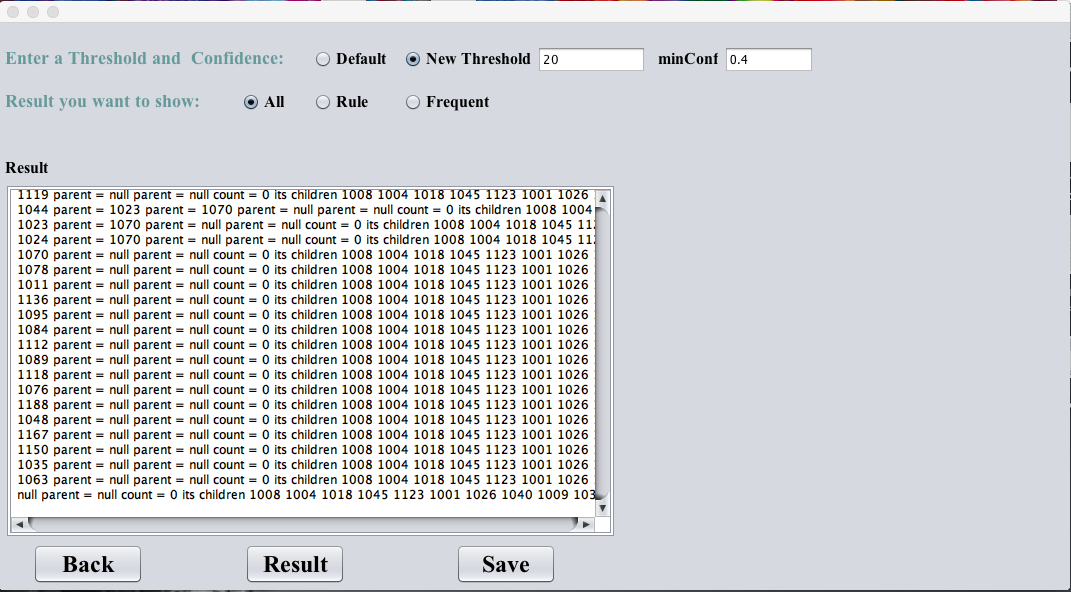 Enter a Threshold and Confidence: Default New Threshold 20 minConf 0.4
Result you want to show: All Rule Frequent
Result
1119 parent = null parent = null count = 0 its children 1008 1004 1018 1045 1123 1001 1026
1044 parent = 1023 parent = 1070 parent = null parent = null count = 0 its children 1008 1004
1023 parent = 1070 parent = null parent = null count = 0 its children 1008 1004 1018 1045
1024 parent = 1070 parent = null parent = null count = 0 its children 1008 1004 1018 1045
1070 parent = null parent = null count = 0 its children 1008 1004 1018 1045 1123 1001 1026
1078 parent = null parent = null count = 0 its children 1008 1004 1018 1045 1123 1001 1026
1011 parent = null parent = null count = 0 its children 1008 1004 1018 1045 1123 1001 1026
1136 parent = null parent = null count = 0 its children 1008 1004 1018 1045 1123 1001 1026
1095 parent = null parent = null count = 0 its children 1008 1004 1018 1045 1123 1001 1026
1084 parent = null parent = null count = 0 its children 1008 1004 1018 1045 1123 1001 1026
1112 parent = null parent = null count = 0 its children 1008 1004 1018 1045 1123 1001 1026
1089 parent = null parent = null count = 0 its children 1008 1004 1018 1045 1123 1001 1026
1118 parent = null parent = null count = 0 its children 1008 1004 1018 1045 1123 1001 1026
1076 parent = null parent = null count = 0 its children 1008 1004 1018 1045 1123 1001 1026
1188 parent = null parent = null count = 0 its children 1008 1004 1018 1045 1123 1001 1026
1048 parent = null parent = null count = 0 its children 1008 1004 1018 1045 1123 1001 1026
1167 parent = null parent = null count = 0 its children 1008 1004 1018 1045 1123 1001 1026
1150 parent = null parent = null count = 0 its children 1008 1004 1018 1045 1123 1001 1026
1035 parent = null parent = null count = 0 its children 1008 1004 1018 1045 1123 1001 1026
1063 parent = null parent = null count = 0 its children 1008 1004 1018 1045 1123 1001 1026
null parent = null count = 0 its children 1008 1004 1018 1045 1123 1001 1026 1040 1009
Back Result Save